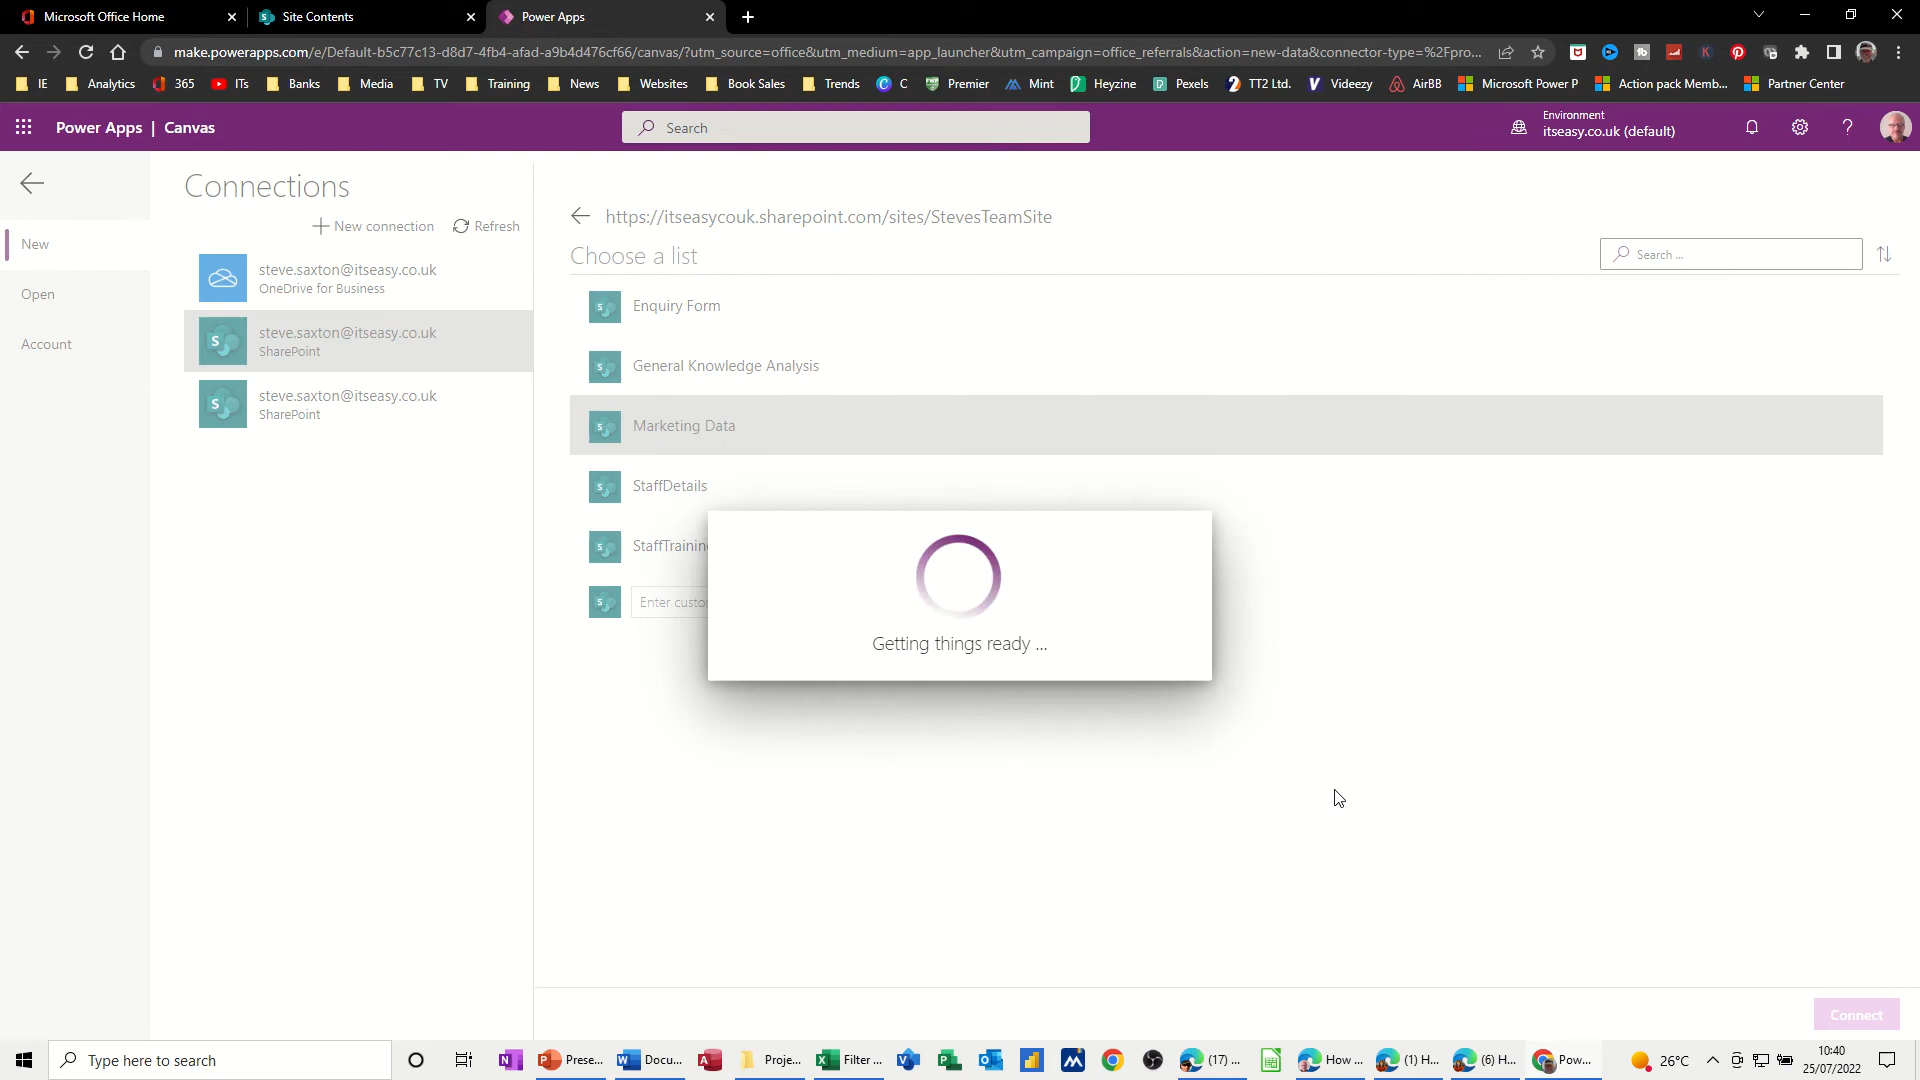 Microsoft Office Home
Site Contents
Power Apps
make.powerapps.com/e/Default-b5c77c13-d8d7-4fb4-afad-a9b4d476cf66/canvas/?utm_source=office&utm_medium=app_launcher&utm_campaign=office_referrals&action=new-data&connector-type=%2Fpro...
IE Analytics 365 ITs Banks Media TV Training News Websites Book Sales Trends C Premier Mint Heyzine Pexels TT2 Ltd. Videezy AirBB Microsoft Power P Action pack Memb... Partner Center
Power Apps | Canvas
Search
Environment
itseasy.co.uk (default)
New
Open
Account
Connections
New connection
Refresh
steve.saxton@itseasy.co.uk
OneDrive for Business
steve.saxton@itseasy.co.uk
SharePoint
steve.saxton@itseasy.co.uk
SharePoint
https://itseasycouk.sharepoint.com/sites/StevesTeamSite
Choose a list
Search ...
Enquiry Form
General Knowledge Analysis
Marketing Data
StaffDetails
StaffTraining
Enter custo
Getting things ready ...
Connect
Type here to search
Prese... Docu... Proje... Filter ... (17) ... How ... (1) H... (6) H... Pow...
26°C
10:40
25/07/2022